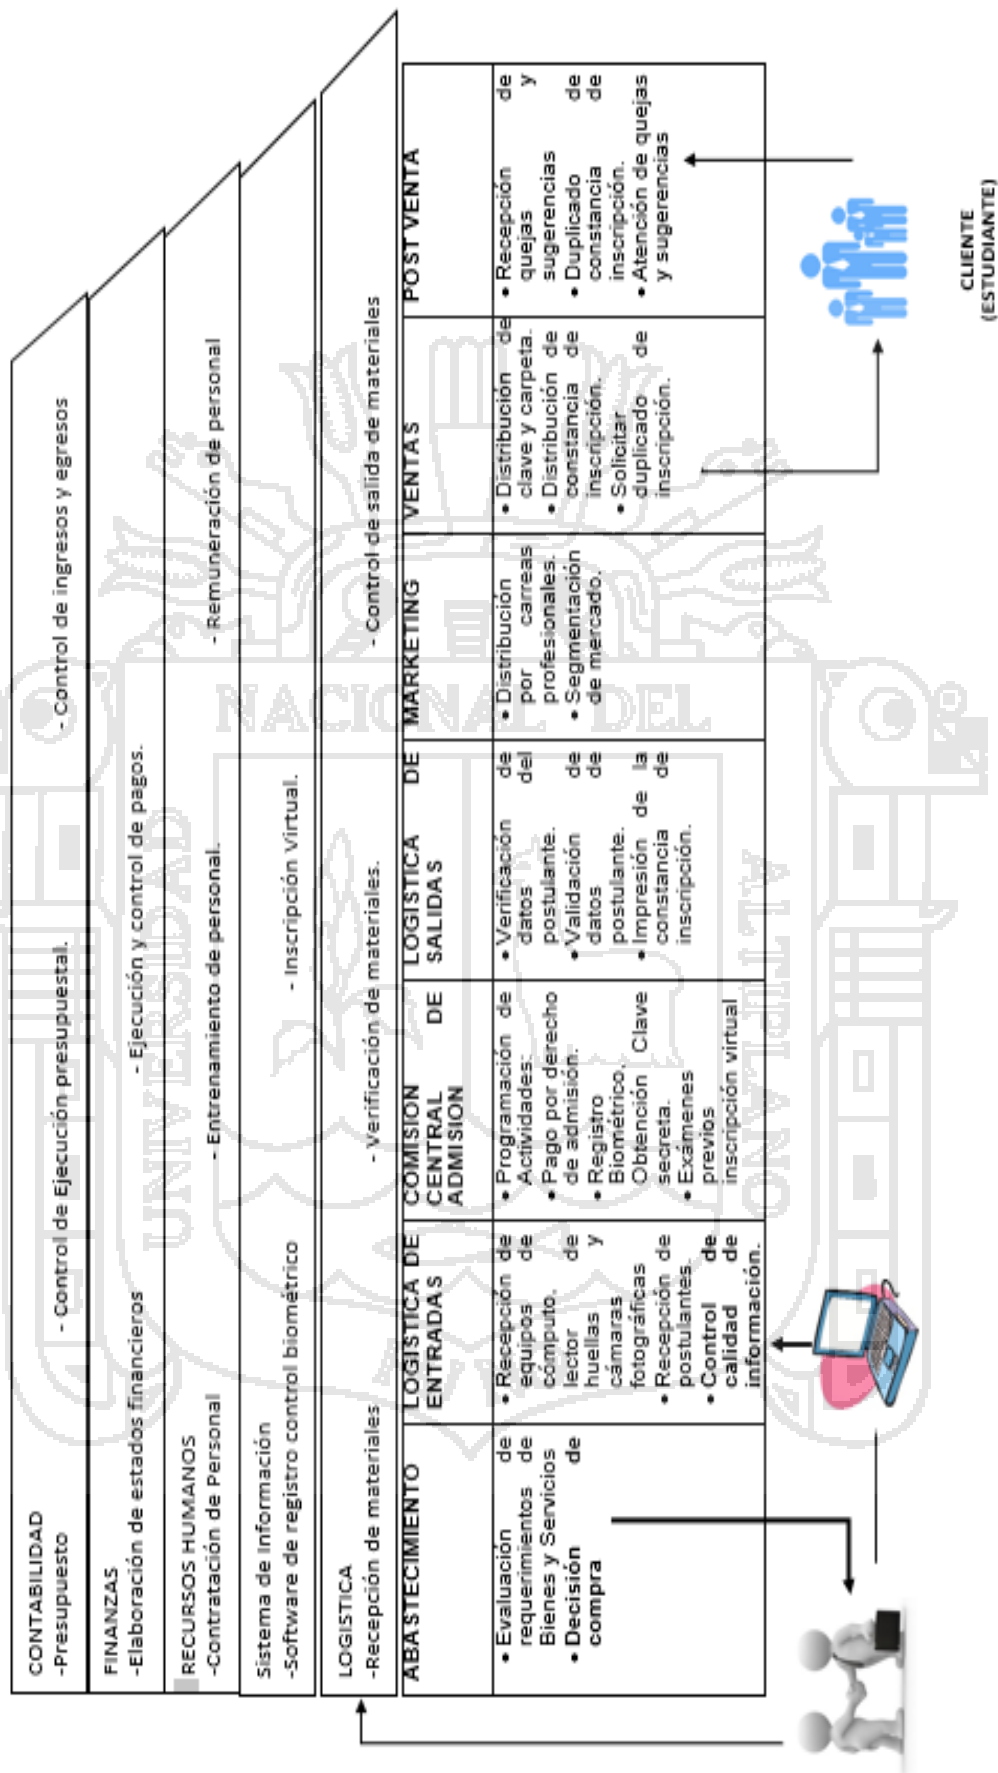 CONTABILIDAD
-Presupuesto - Control de Ejecución presupuestal. - Control de ingresos y egresos
FINANZAS
-Elaboración de estados financieros - Ejecución y control de pagos.
RECURSOS HUMANOS
-Contratación de Personal - Entrenamiento de personal. - Remuneración de personal
Sistema de Información
-Software de registro control biométrico - Inscripción Virtual.
LOGISTICA
-Recepción de materiales - Verificación de materiales. - Control de salida de materiales
ABASTECIMIENTO
• Evaluación de
requerimientos de
Bienes y Servicios
• Decisión de
compra
LOGISTICA DE
ENTRADAS
• Recepción de
equipos de
cómputo,
lector de
huellas y
cámaras
fotográficas
• Recepción de
postulantes.
• Control de
calidad de
información.
COMISION
CENTRAL DE
ADMISION
• Programación de
Actividades:
• Pago por derecho
de admisión.
• Registro
Biométrico,
Obtención Clave
secreta.
• Exámenes
previos
inscripción virtual
LOGISTICA DE
SALIDAS
• Verificación de
datos del
postulante.
• Validación de
datos de
postulante.
• Impresión de la
constancia de
inscripción.
MARKETING
• Distribución
por carreas
profesionales.
• Segmentación
de mercado.
VENTAS
• Distribución de
clave y carpeta.
• Distribución de
constancia de
inscripción.
• Solicitar
duplicado de
inscripción.
POST VENTA
• Recepción de
quejas y
sugerencias
• Duplicado de
constancia de
inscripción.
• Atención de quejas
y sugerencias
CLIENTE
(ESTUDIANTE)
UNIVERSIDAD
NACIONAL DEL
ALTIPLANO